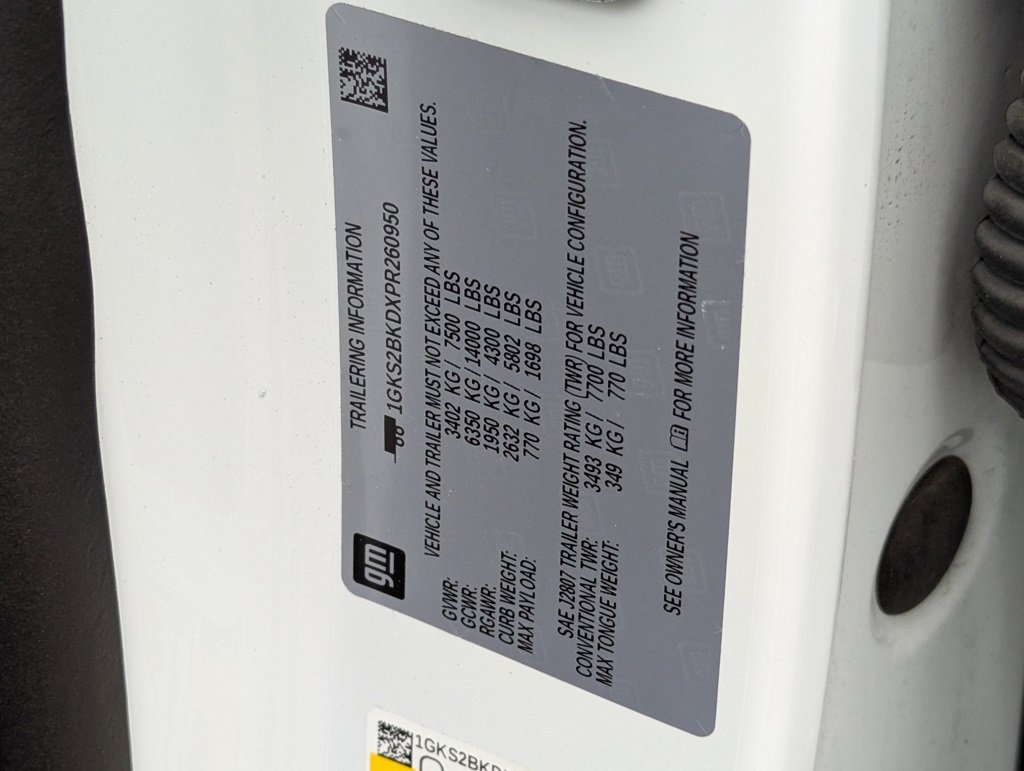 gm
TRAILERING INFORMATION
1GKS2BKDXPR260950
VEHICLE AND TRAILER MUST NOT EXCEED ANY OF THESE VALUES.
GVWR: 3402 KG / 7500 LBS
GCWR: 6350 KG / 14000 LBS
RGAWR: 1950 KG / 4300 LBS
CURB WEIGHT: 2632 KG / 5802 LBS
MAX PAYLOAD: 770 KG / 1698 LBS
SAE J2807 TRAILER WEIGHT RATING (TWR) FOR VEHICLE CONFIGURATION.
CONVENTIONAL TWR: 3493 KG / 7700 LBS
MAX TONGUE WEIGHT: 349 KG / 770 LBS
SEE OWNER'S MANUAL FOR MORE INFORMATION
1GKS2BKD